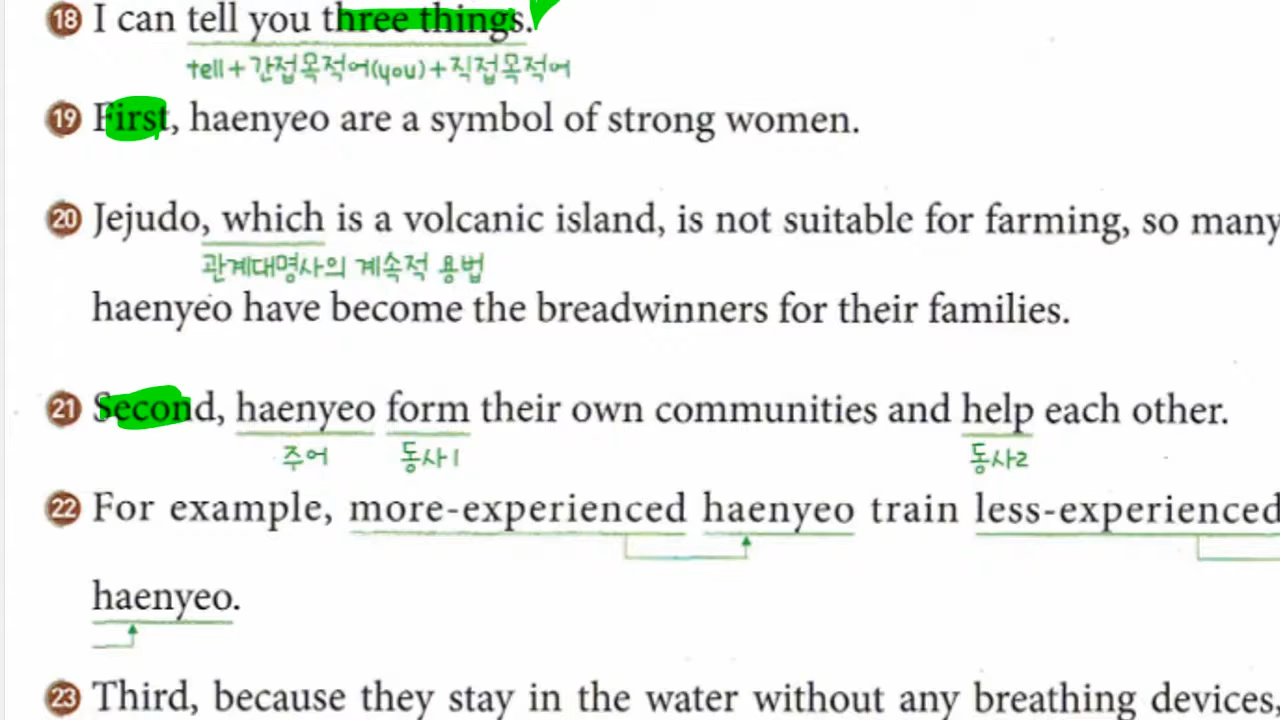 18 I can tell you three things.
tell+간접목적어(you)+직접목적어
19 First, haenyeo are a symbol of strong women.
20 Jejudo, which is a volcanic island, is not suitable for farming, so many
관계대명사의 계속적 용법
haenyeo have become the breadwinners for their families.
21 Second, haenyeo form their own communities and help each other.
주어 동사1 동사2
22 For example, more-experienced haenyeo train less-experienced
haenyeo.
23 Third, because they stay in the water without any breathing devices,